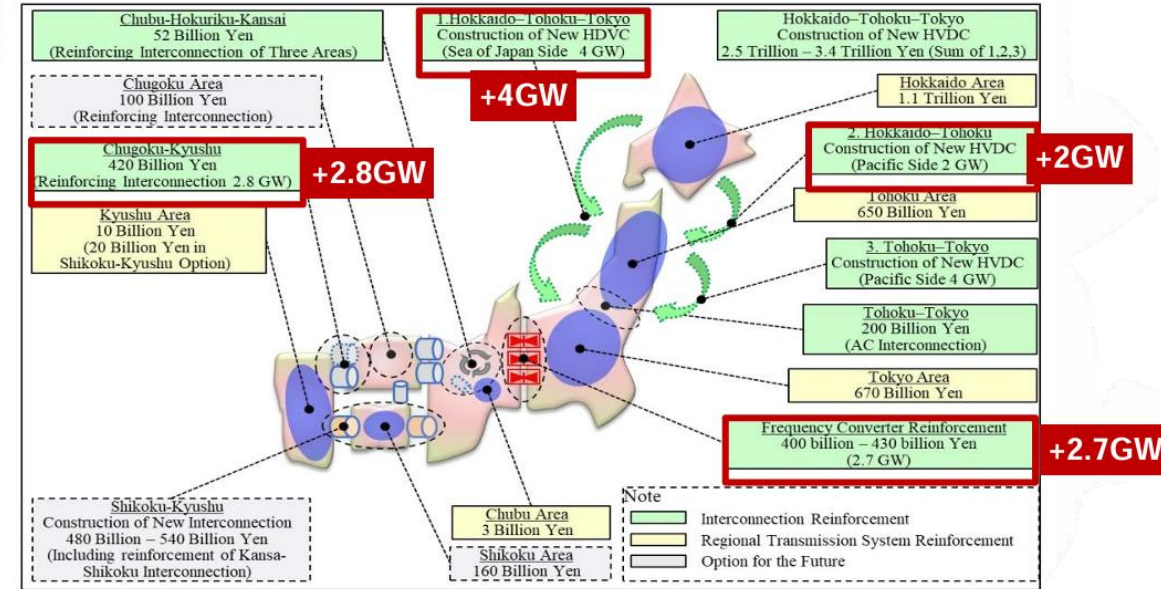 Chubu-Hokuriku-Kansai
52 Billion Yen
(Reinforcing Interconnection of Three Areas)
1.Hokkaido–Tohoku–Tokyo
Construction of New HDVC
(Sea of Japan Side 4 GW)
+4GW
Hokkaido–Tohoku–Tokyo
Construction of New HVDC
2.5 Trillion – 3.4 Trillion Yen (Sum of 1,2,3)
Chugoku Area
100 Billion Yen
(Reinforcing Interconnection)
Hokkaido Area
1.1 Trillion Yen
Chugoku-Kyushu
420 Billion Yen
(Reinforcing Interconnection 2.8 GW)
+2.8GW
2. Hokkaido–Tohoku
Construction of New HVDC
(Pacific Side 2 GW)
+2GW
Kyushu Area
10 Billion Yen
(20 Billion Yen in
Shikoku-Kyushu Option)
Tohoku Area
650 Billion Yen
3. Tohoku–Tokyo
Construction of New HVDC
(Pacific Side 4 GW)
Tohoku–Tokyo
200 Billion Yen
(AC Interconnection)
Tokyo Area
670 Billion Yen
Frequency Converter Reinforcement
400 billion – 430 billion Yen
(2.7 GW)
+2.7GW
Shikoku-Kyushu
Construction of New Interconnection
480 Billion – 540 Billion Yen
(Including reinforcement of Kansa-
Shikoku Interconnection)
Chubu Area
3 Billion Yen
Shikoku Area
160 Billion Yen
Note
Interconnection Reinforcement
Regional Transmission System Reinforcement
Option for the Future